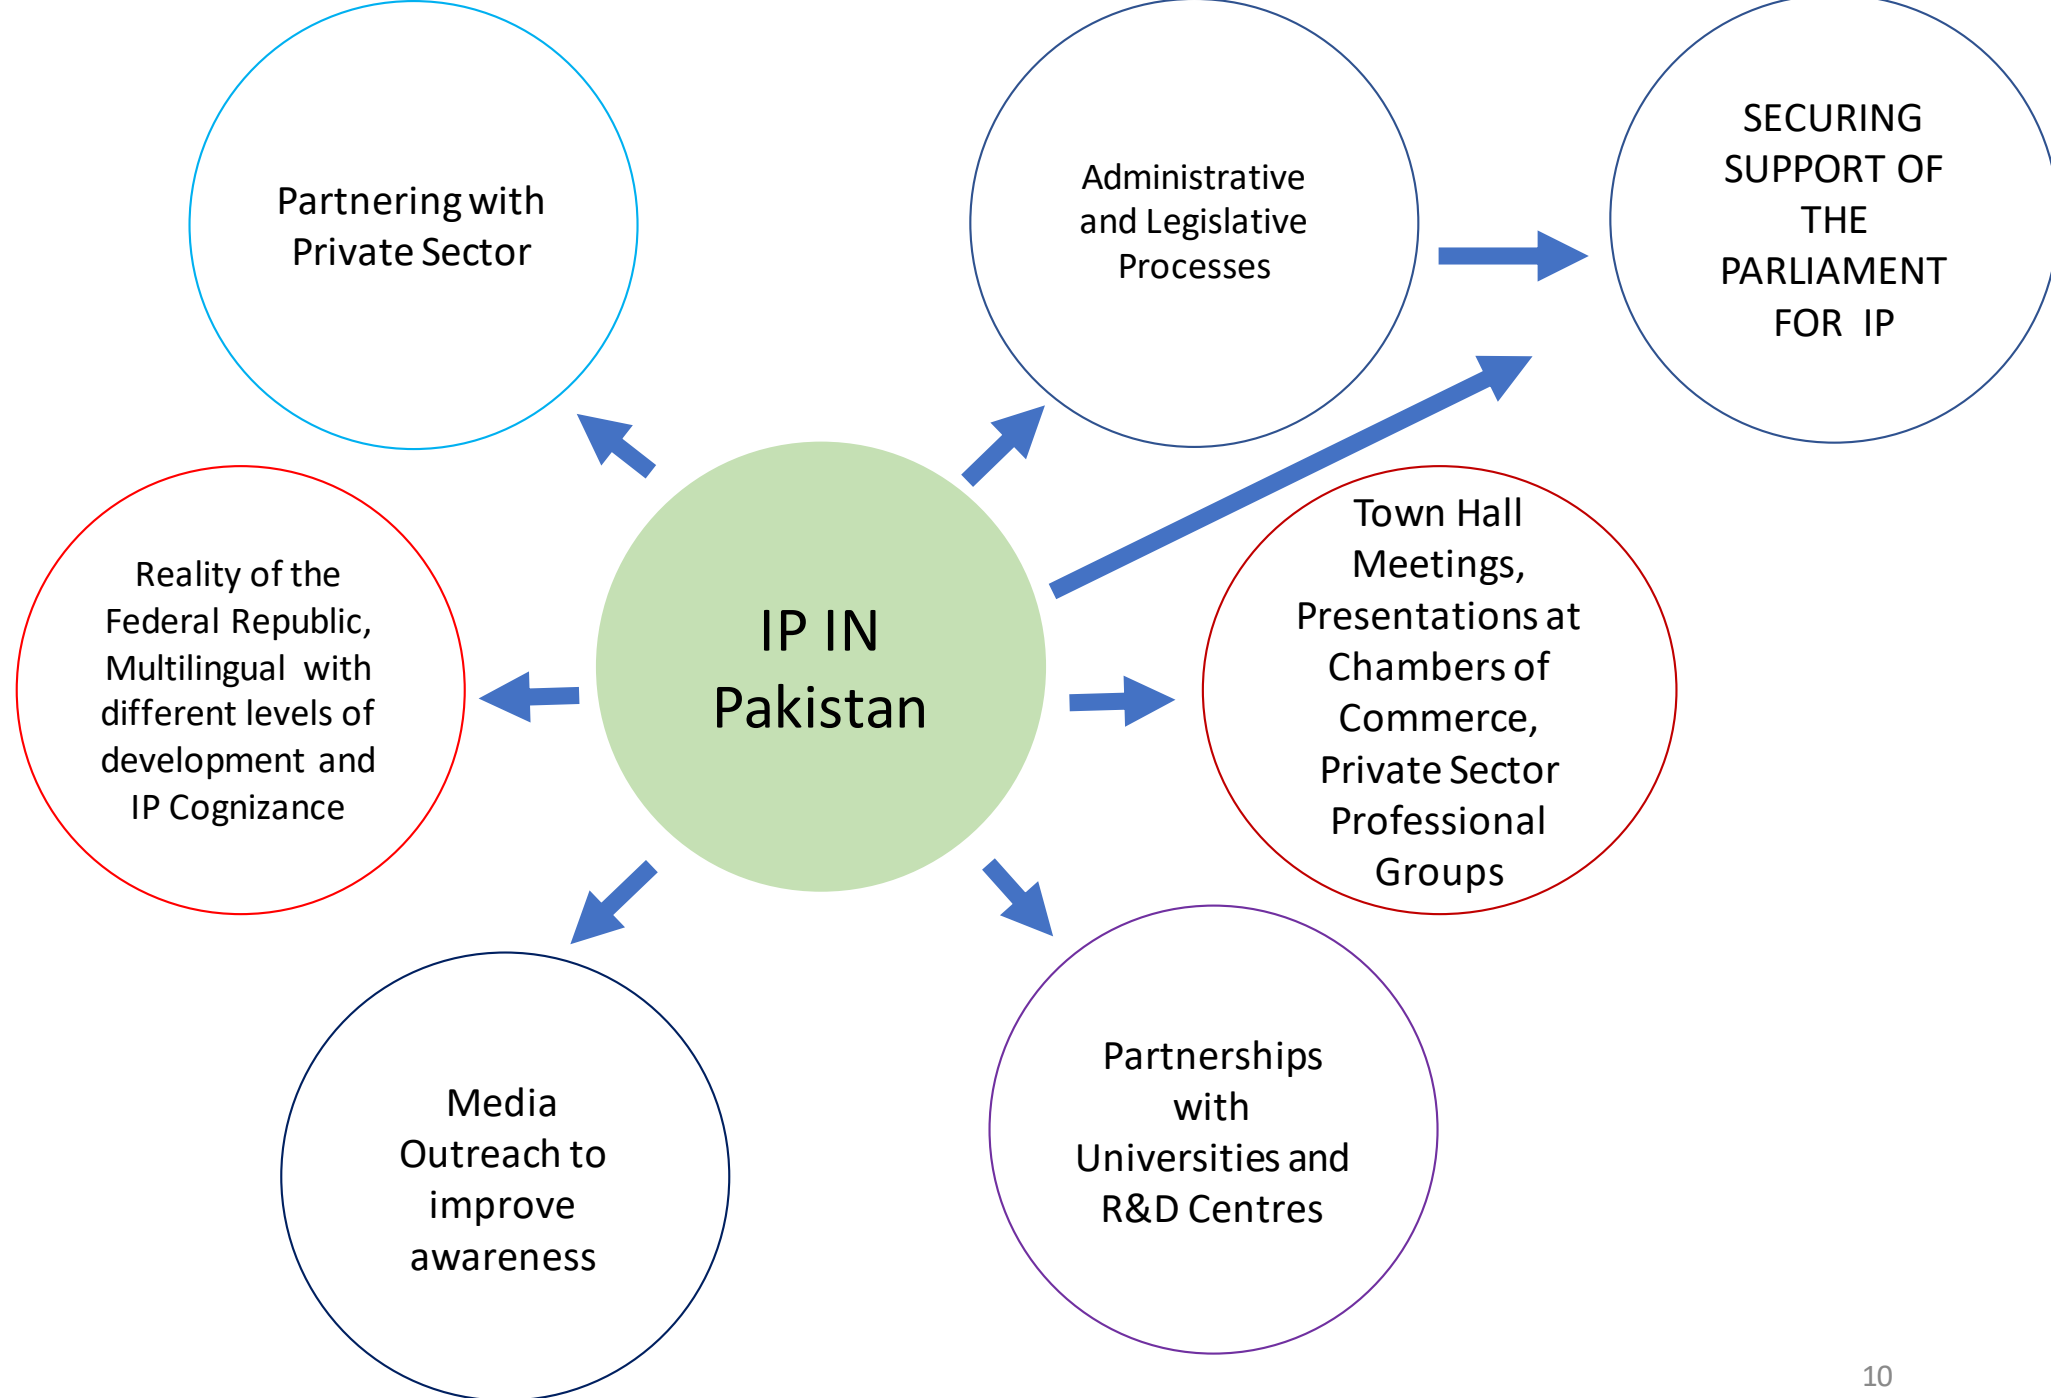 Partnering with
Private Sector
Administrative
and Legislative
Processes
SECURING
SUPPORT OF
THE
PARLIAMENT
FOR IP
Reality of the
Federal Republic,
Multilingual with
different levels of
development and
IP Cognizance
IP IN
Pakistan
Town Hall
Meetings,
Presentations at
Chambers of
Commerce,
Private Sector
Professional
Groups
Media
Outreach to
improve
awareness
Partnerships
with
Universities and
R&D Centres
10